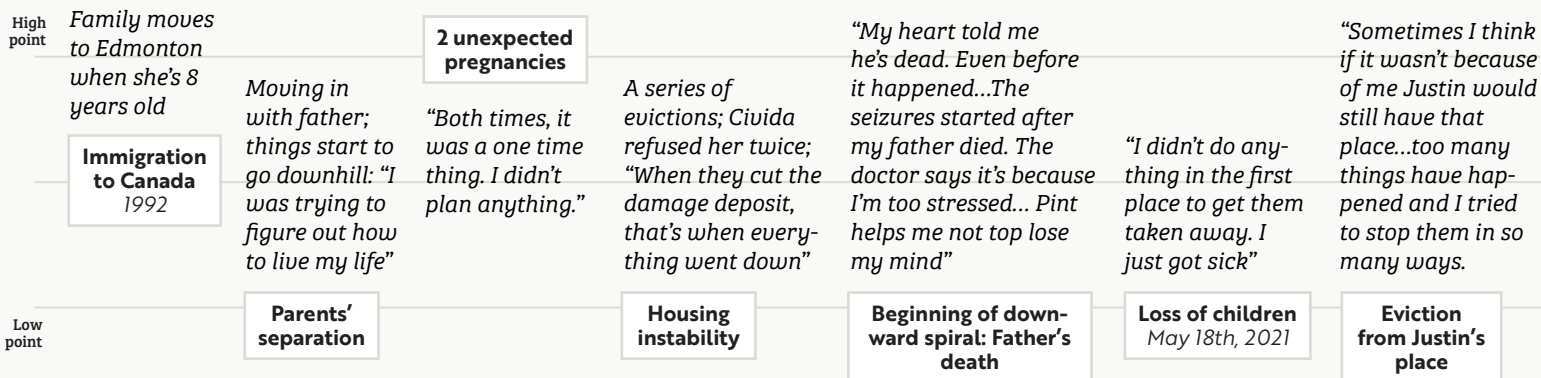 High
point
Family moves
to Edmonton
when she's 8
years old
Immigration
to Canada
1992
Moving in
with father;
things start to
go downhill: “I
was trying to
figure out how
to live my life”
Parents’
separation
2 unexpected
pregnancies
“Both times, it
was a one time
thing. I didn’t
plan anything.”
A series of
evictions; Civida
refused her twice;
“When they cut the
damage deposit,
that’s when every-
thing went down”
Housing
instability
“My heart told me
he’s dead. Even before
it happened...The
seizures started after
my father died. The
doctor says it’s because
I’m too stressed... Pint
helps me not top lose
my mind”
Beginning of down-
ward spiral: Father’s
death
“I didn’t do any-
thing in the first
place to get them
taken away. I
just got sick”
Loss of children
May 18th, 2021
“Sometimes I think
if it wasn’t because
of me Justin would
still have that
place...too many
things have hap-
pened and I tried
to stop them in so
many ways.
Eviction
from Justin’s
place
Low
point